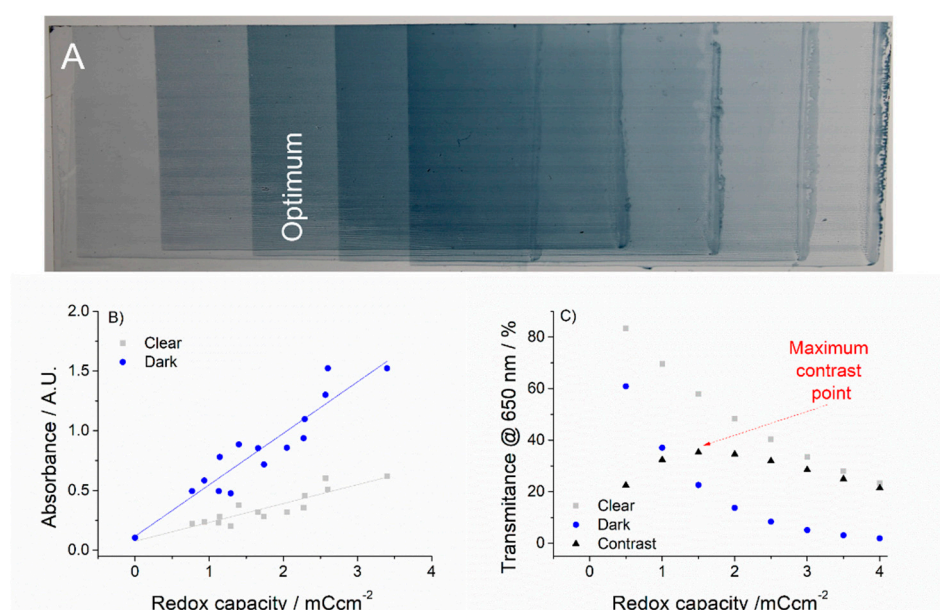 A
Optimum
B)
Clear
Dark
Absorbance / A.U.
2.0
1.5
1.0
0.5
0.0
0 1 2 3 4
Redox capacity / mCcm-2
C)
Maximum
contrast
point
Clear
Dark
Contrast
Transmitance @ 650 nm / %
80
60
40
20
0
0 1 2 3 4
Redox capacity /mCcm-2